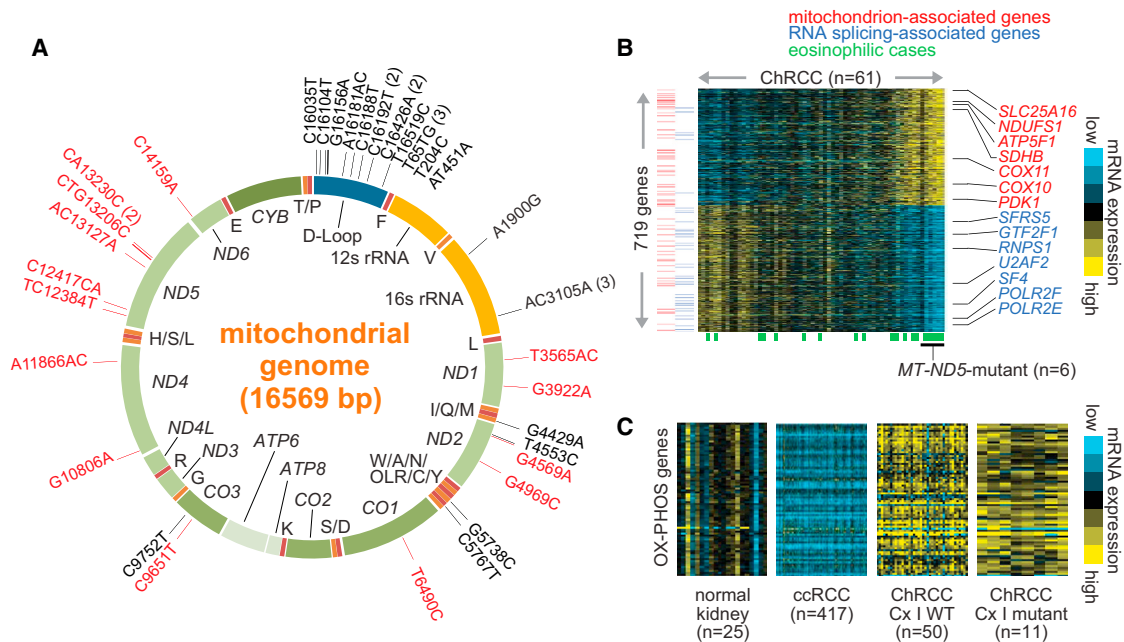 A
C16035T
C16104T
G16156A
A16181AC
C16188T
C16192T (2)
C16426A (2)
T16519C
T65TG (3)
T204C
AT451A
A1900G
AC3105A (3)
T3565AC
G3922A
G4429A
T4553C
G4569A
G4969C
G5738C
C5767T
T6490C
C9651T
C9752T
G10806A
A11866AC
TC12384T
C12417CA
AC13127A
CTG13206C
CA13230C (2)
C14159A
CYB
T/P
D-Loop
F
12s rRNA
V
16s rRNA
L
ND1
I/Q/M
ND2
W/A/N/
OLR/C/Y
CO1
S/D
CO2
K
ATP8
ATP6
CO3
G
ND3
R
ND4L
ND4
H/S/L
ND5
ND6
E
mitochondrial
genome
(16569 bp)
mitochondrion-associated genes
RNA splicing-associated genes
eosinophilic cases
B
ChRCC (n=61)
719 genes
SLC25A16
NDUFS1
ATP5F1
SDHB
COX11
COX10
PDK1
SFRS5
GTF2F1
RNPS1
U2AF2
SF4
POLR2F
POLR2E
low
mRNA expression
high
MT-ND5-mutant (n=6)
C
OX-PHOS genes
normal
kidney
(n=25)
ccRCC
(n=417)
ChRCC
Cx I WT
(n=50)
ChRCC
Cx I mutant
(n=11)
low
mRNA expression
high